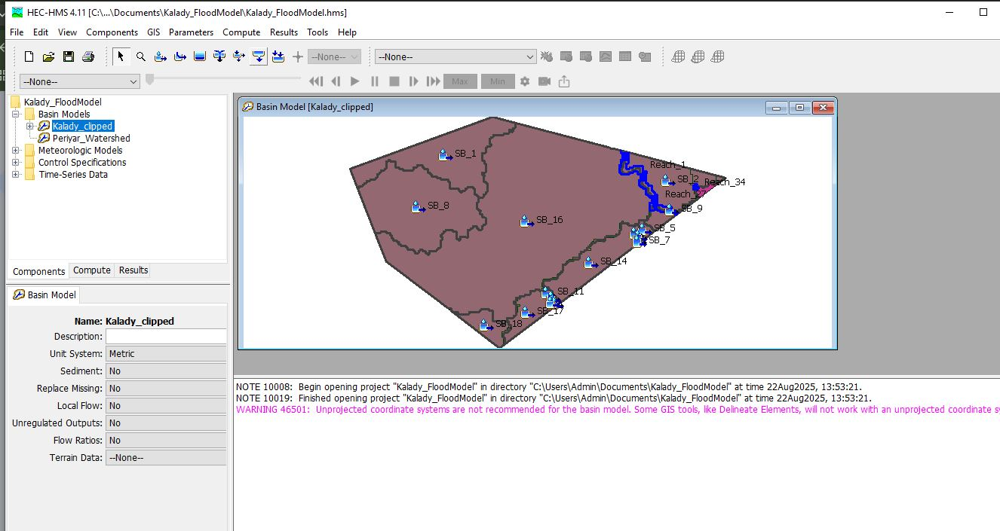 HEC-HMS 4.11 [C:\...\Documents\Kalady_FloodModel\Kalady_FloodModel.hms]
File Edit View Components GIS Parameters Compute Results Tools Help
--None-- --None--
--None-- Max Min
Kalady_FloodModel
Basin Models
Kalady_clipped
Periyar_Watershed
Meteorologic Models
Control Specifications
Time-Series Data
Components Compute Results
Basin Model
Name: Kalady_clipped
Description:
Unit System: Metric
Sediment: No
Replace Missing: No
Local Flow: No
Unregulated Outputs: No
Flow Ratios: No
Terrain Data: --None--
Basin Model [Kalady_clipped]
SB_1
Reach_1
SB_2
Reach_34
Reach_27
SB_8
SB_9
SB_16
SB_5
SB_7
SB_14
SB_11
SB_17
SB_18
NOTE 10008: Begin opening project "Kalady_FloodModel" in directory "C:\Users\Admin\Documents\Kalady_FloodModel" at time 22Aug2025, 13:53:21.
NOTE 10019: Finished opening project "Kalady_FloodModel" in directory "C:\Users\Admin\Documents\Kalady_FloodModel" at time 22Aug2025, 13:53:21.
WARNING 46501: Unprojected coordinate systems are not recommended for the basin model. Some GIS tools, like Delineate Elements, will not work with an unprojected coordinate